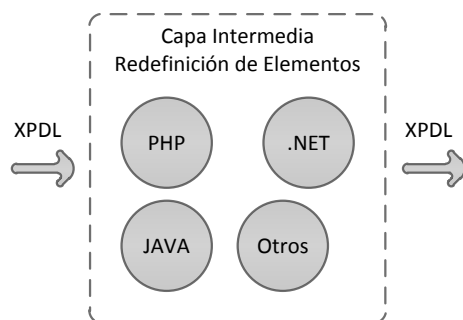 Capa Intermedia
Redefinición de Elementos
XPDL
XPDL
PHP
.NET
JAVA
Otros